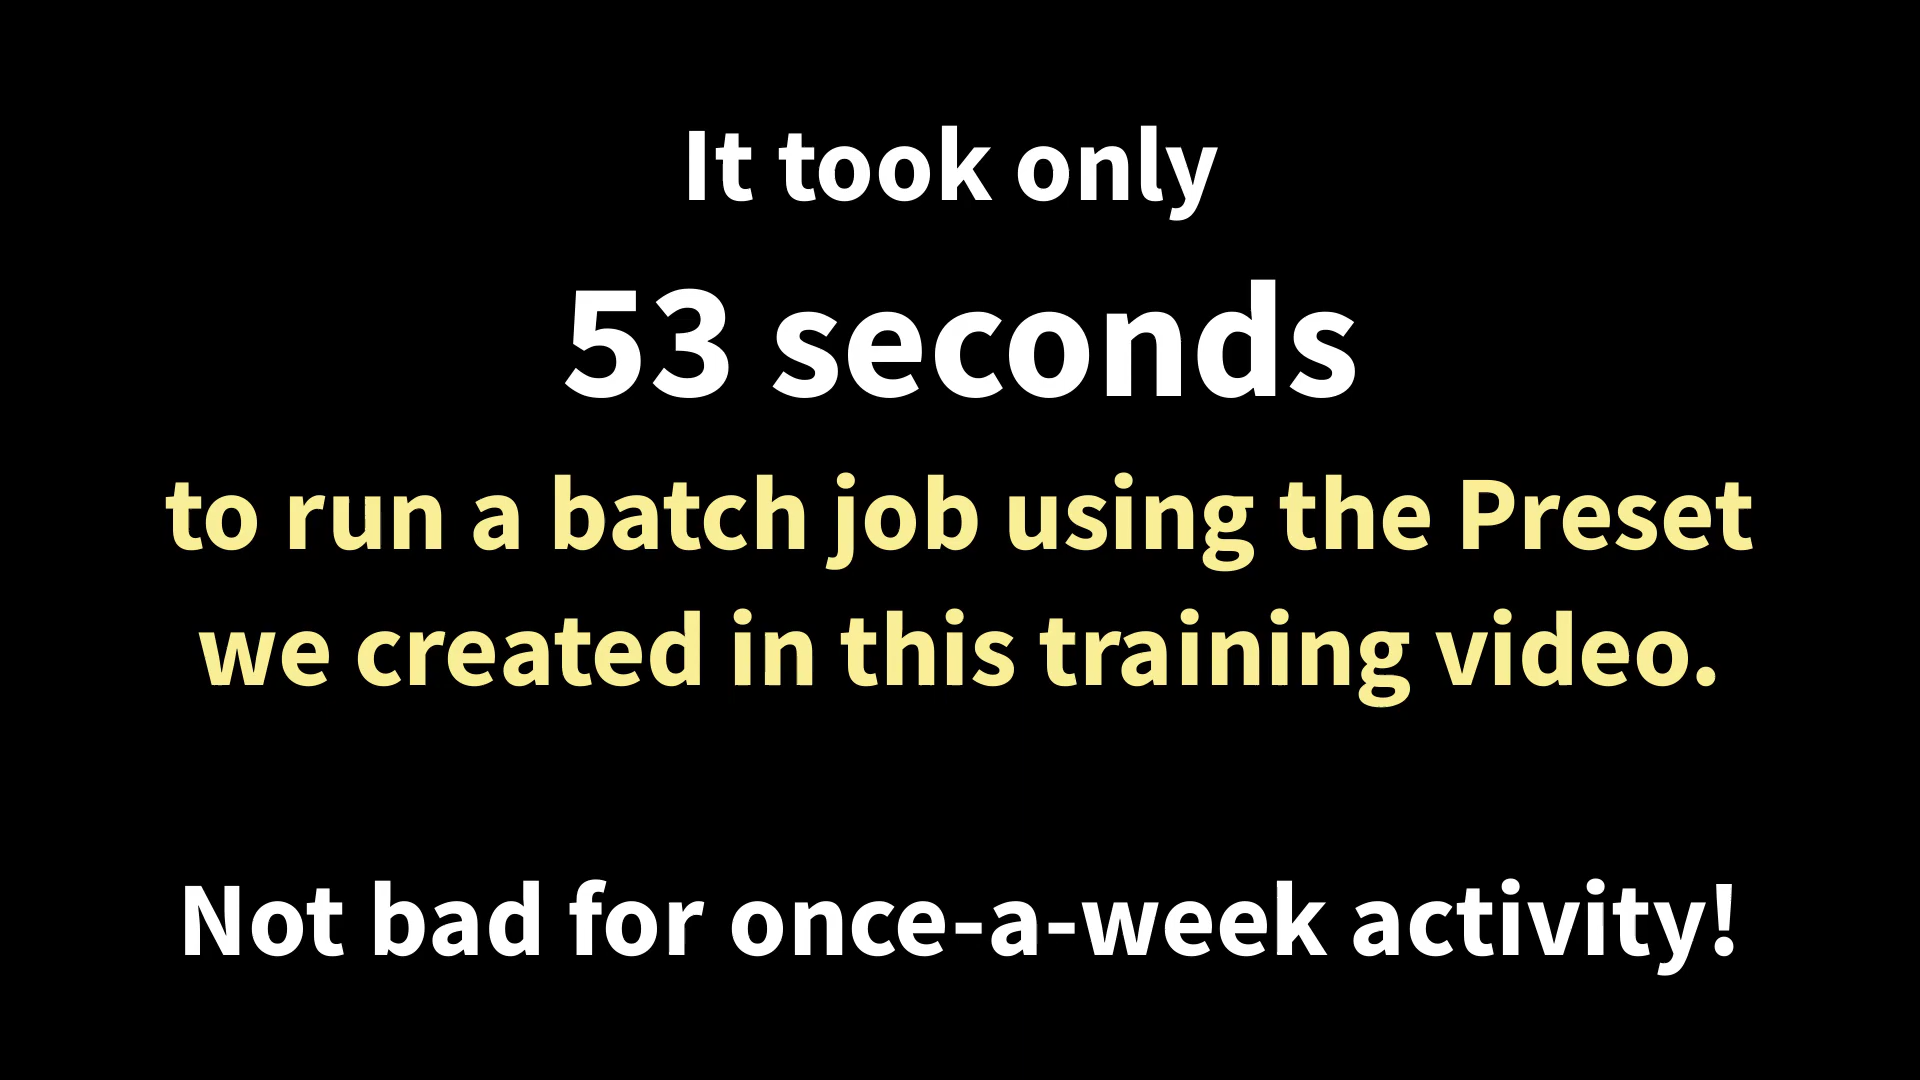 It took only
53 seconds
to run a batch job using the Preset
we created in this training video.
Not bad for once-a-week activity!